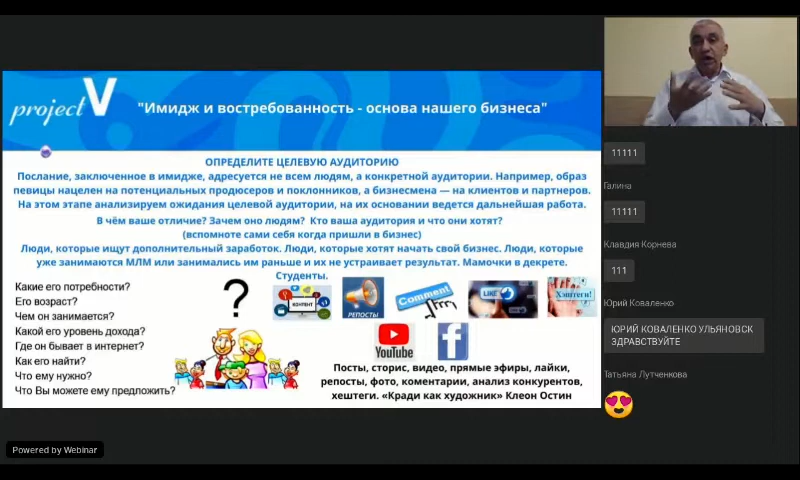 project V
"Имидж и востребованность - основа нашего бизнеса"
ОПРЕДЕЛИТЕ ЦЕЛЕВУЮ АУДИТОРИЮ
Послание, заключенное в имидже, адресуется не всем людям, а конкретной аудитории. Например, образ
певицы нацелен на потенциальных продюсеров и поклонников, а бизнесмена — на клиентов и партнеров.
На этом этапе анализируем ожидания целевой аудитории, на их основании ведется дальнейшая работа.
В чём ваше отличие? Зачем оно людям? Кто ваша аудитория и что они хотят?
(вспомноте сами себя когда пришли в бизнес)
Люди, которые ищут дополнительный заработок. Люди, которые хотят начать свой бизнес. Люди, которые
уже занимаются МЛМ или занимались им раньше и их не устраивает результат. Мамочки в декрете.
Студенты.
Какие его потребности?
Его возраст?
Чем он занимается?
Какой его уровень дохода?
Где он бывает в интернет?
Как его найти?
Что ему нужно?
Что Вы можете ему предложить?
?
КОНТЕНТ
РЕПОСТЫ
Comment
LIKE
Хэштеги!
YouTube
Посты, сторис, видео, прямые эфиры, лайки,
репосты, фото, коментарии, анализ конкурентов,
хештеги. «Кради как художник» Клеон Остин
11111
Галина
11111
Клавдия Корнева
111
Юрий Коваленко
ЮРИЙ КОВАЛЕНКО УЛЬЯНОВСК
ЗДРАВСТВУЙТЕ
Татьяна Лутченкова
Powered by Webinar